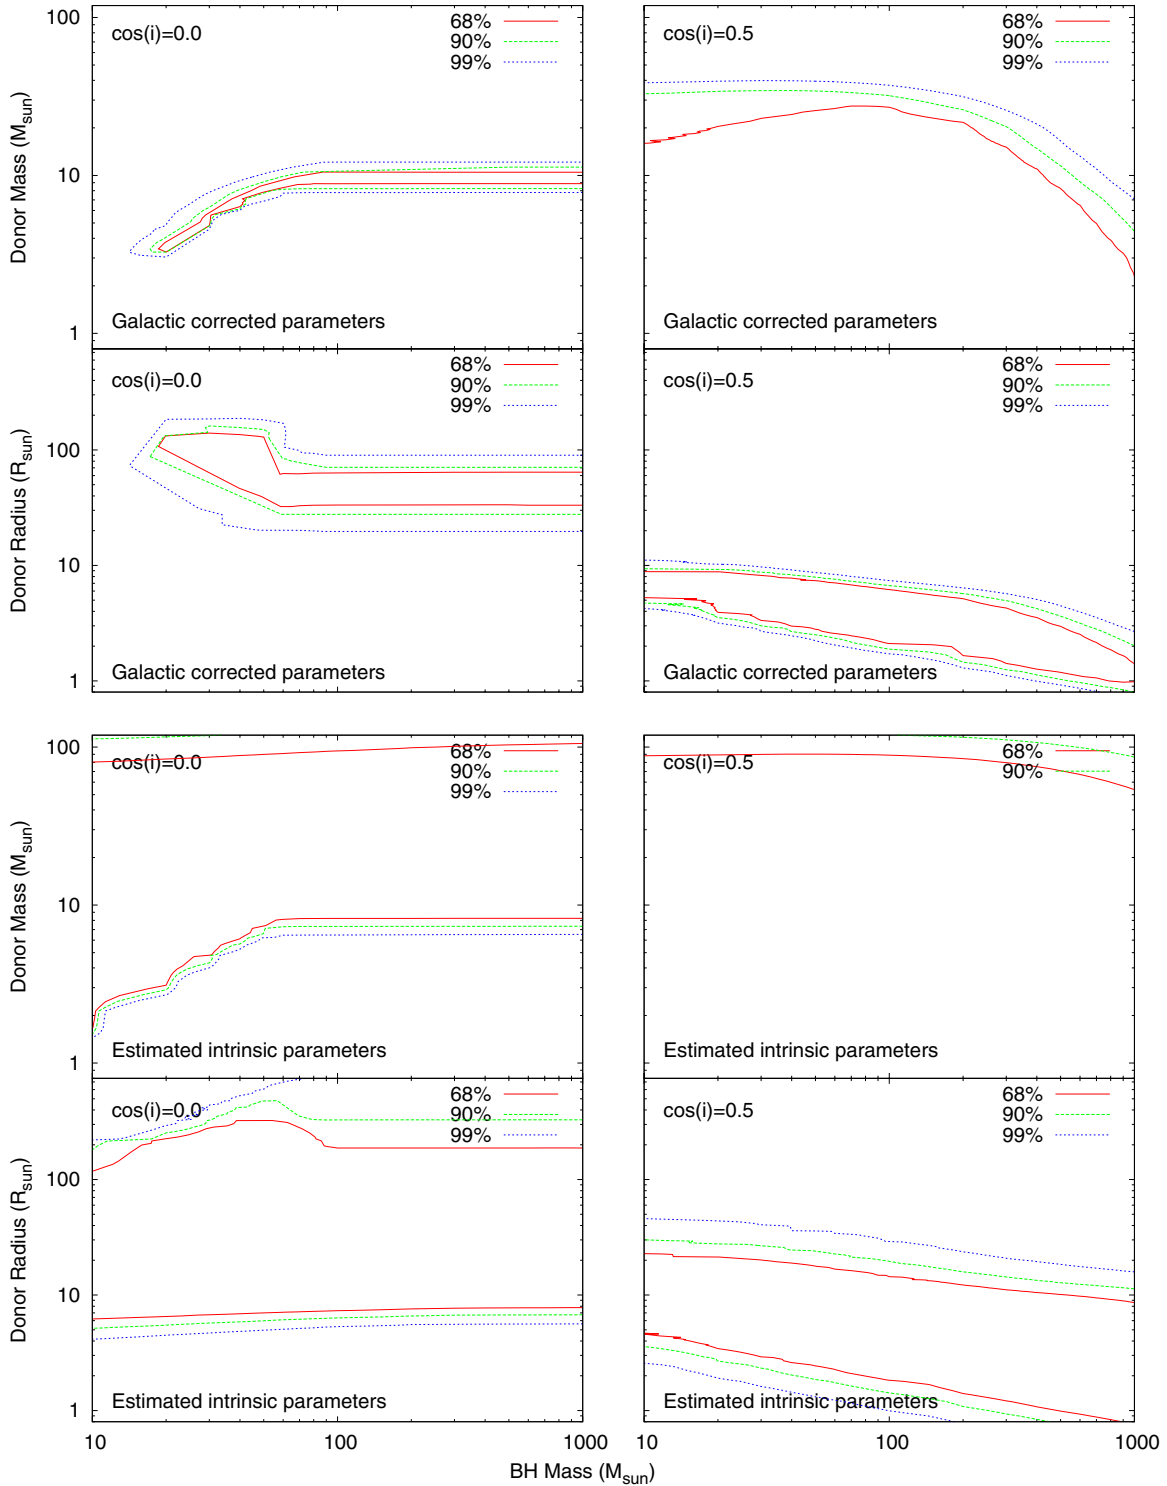 100
10
1
Donor Mass (M_sun)
cos(i)=0.0
68%
90%
99%
Galactic corrected parameters
cos(i)=0.5
68%
90%
99%
Galactic corrected parameters
100
10
1
Donor Radius (R_sun)
cos(i)=0.0
68%
90%
99%
Galactic corrected parameters
cos(i)=0.5
68%
90%
99%
Galactic corrected parameters
100
10
1
Donor Mass (M_sun)
cos(i)=0.0
68%
90%
99%
Estimated intrinsic parameters
cos(i)=0.5
68%
90%
Estimated intrinsic parameters
100
10
1
Donor Radius (R_sun)
cos(i)=0.0
68%
90%
99%
Estimated intrinsic parameters
cos(i)=0.5
68%
90%
99%
Estimated intrinsic parameters
10
100
1000
10
100
1000
BH Mass (M_sun)